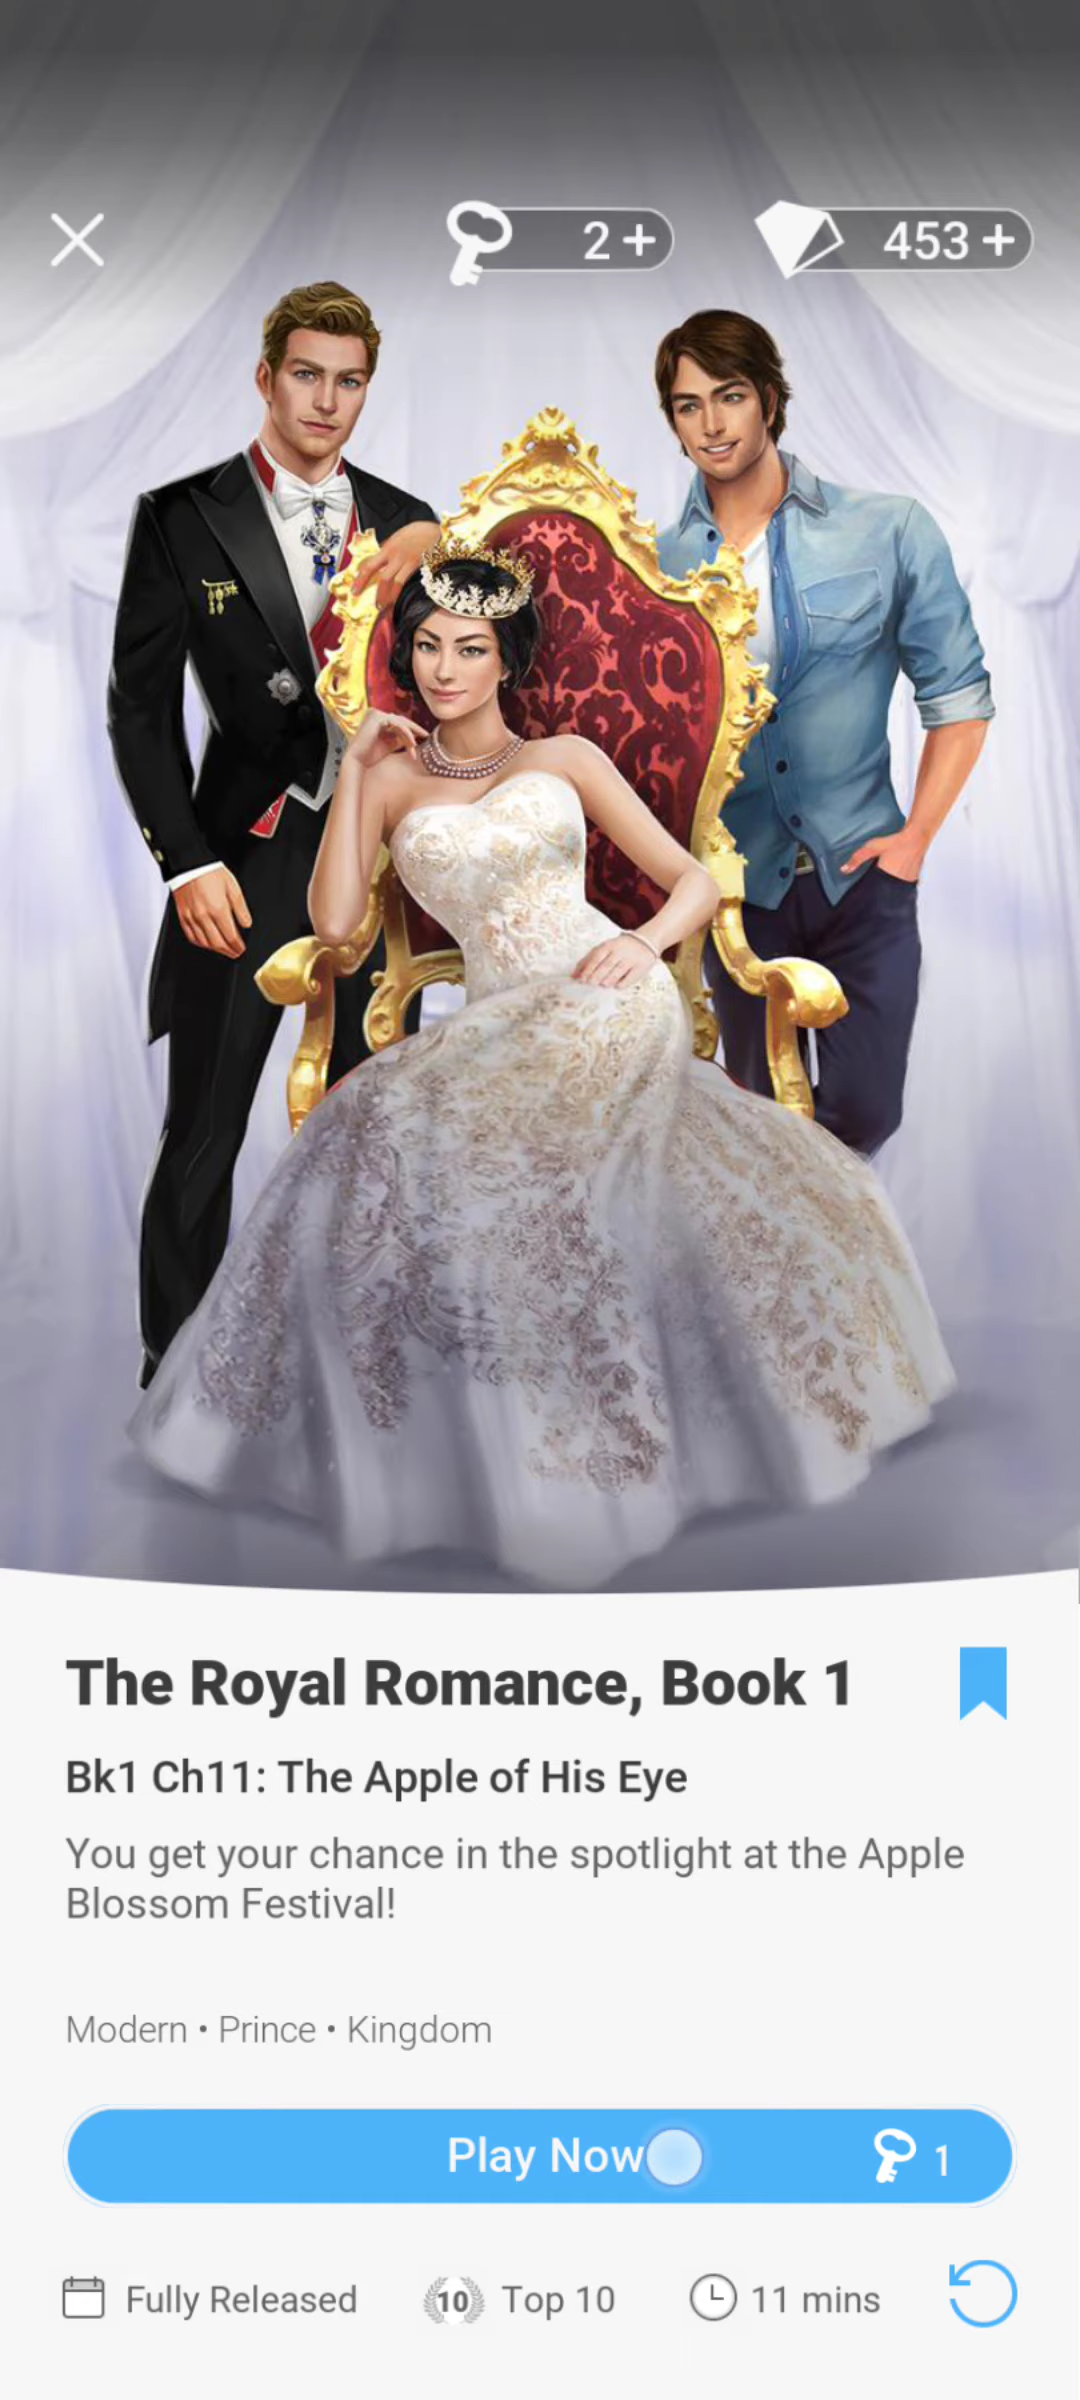 2 +
453 +
The Royal Romance, Book 1
Bk1 Ch11: The Apple of His Eye
You get your chance in the spotlight at the Apple
Blossom Festival!
Modern • Prince • Kingdom
Play Now 1
Fully Released 10 Top 10 11 mins